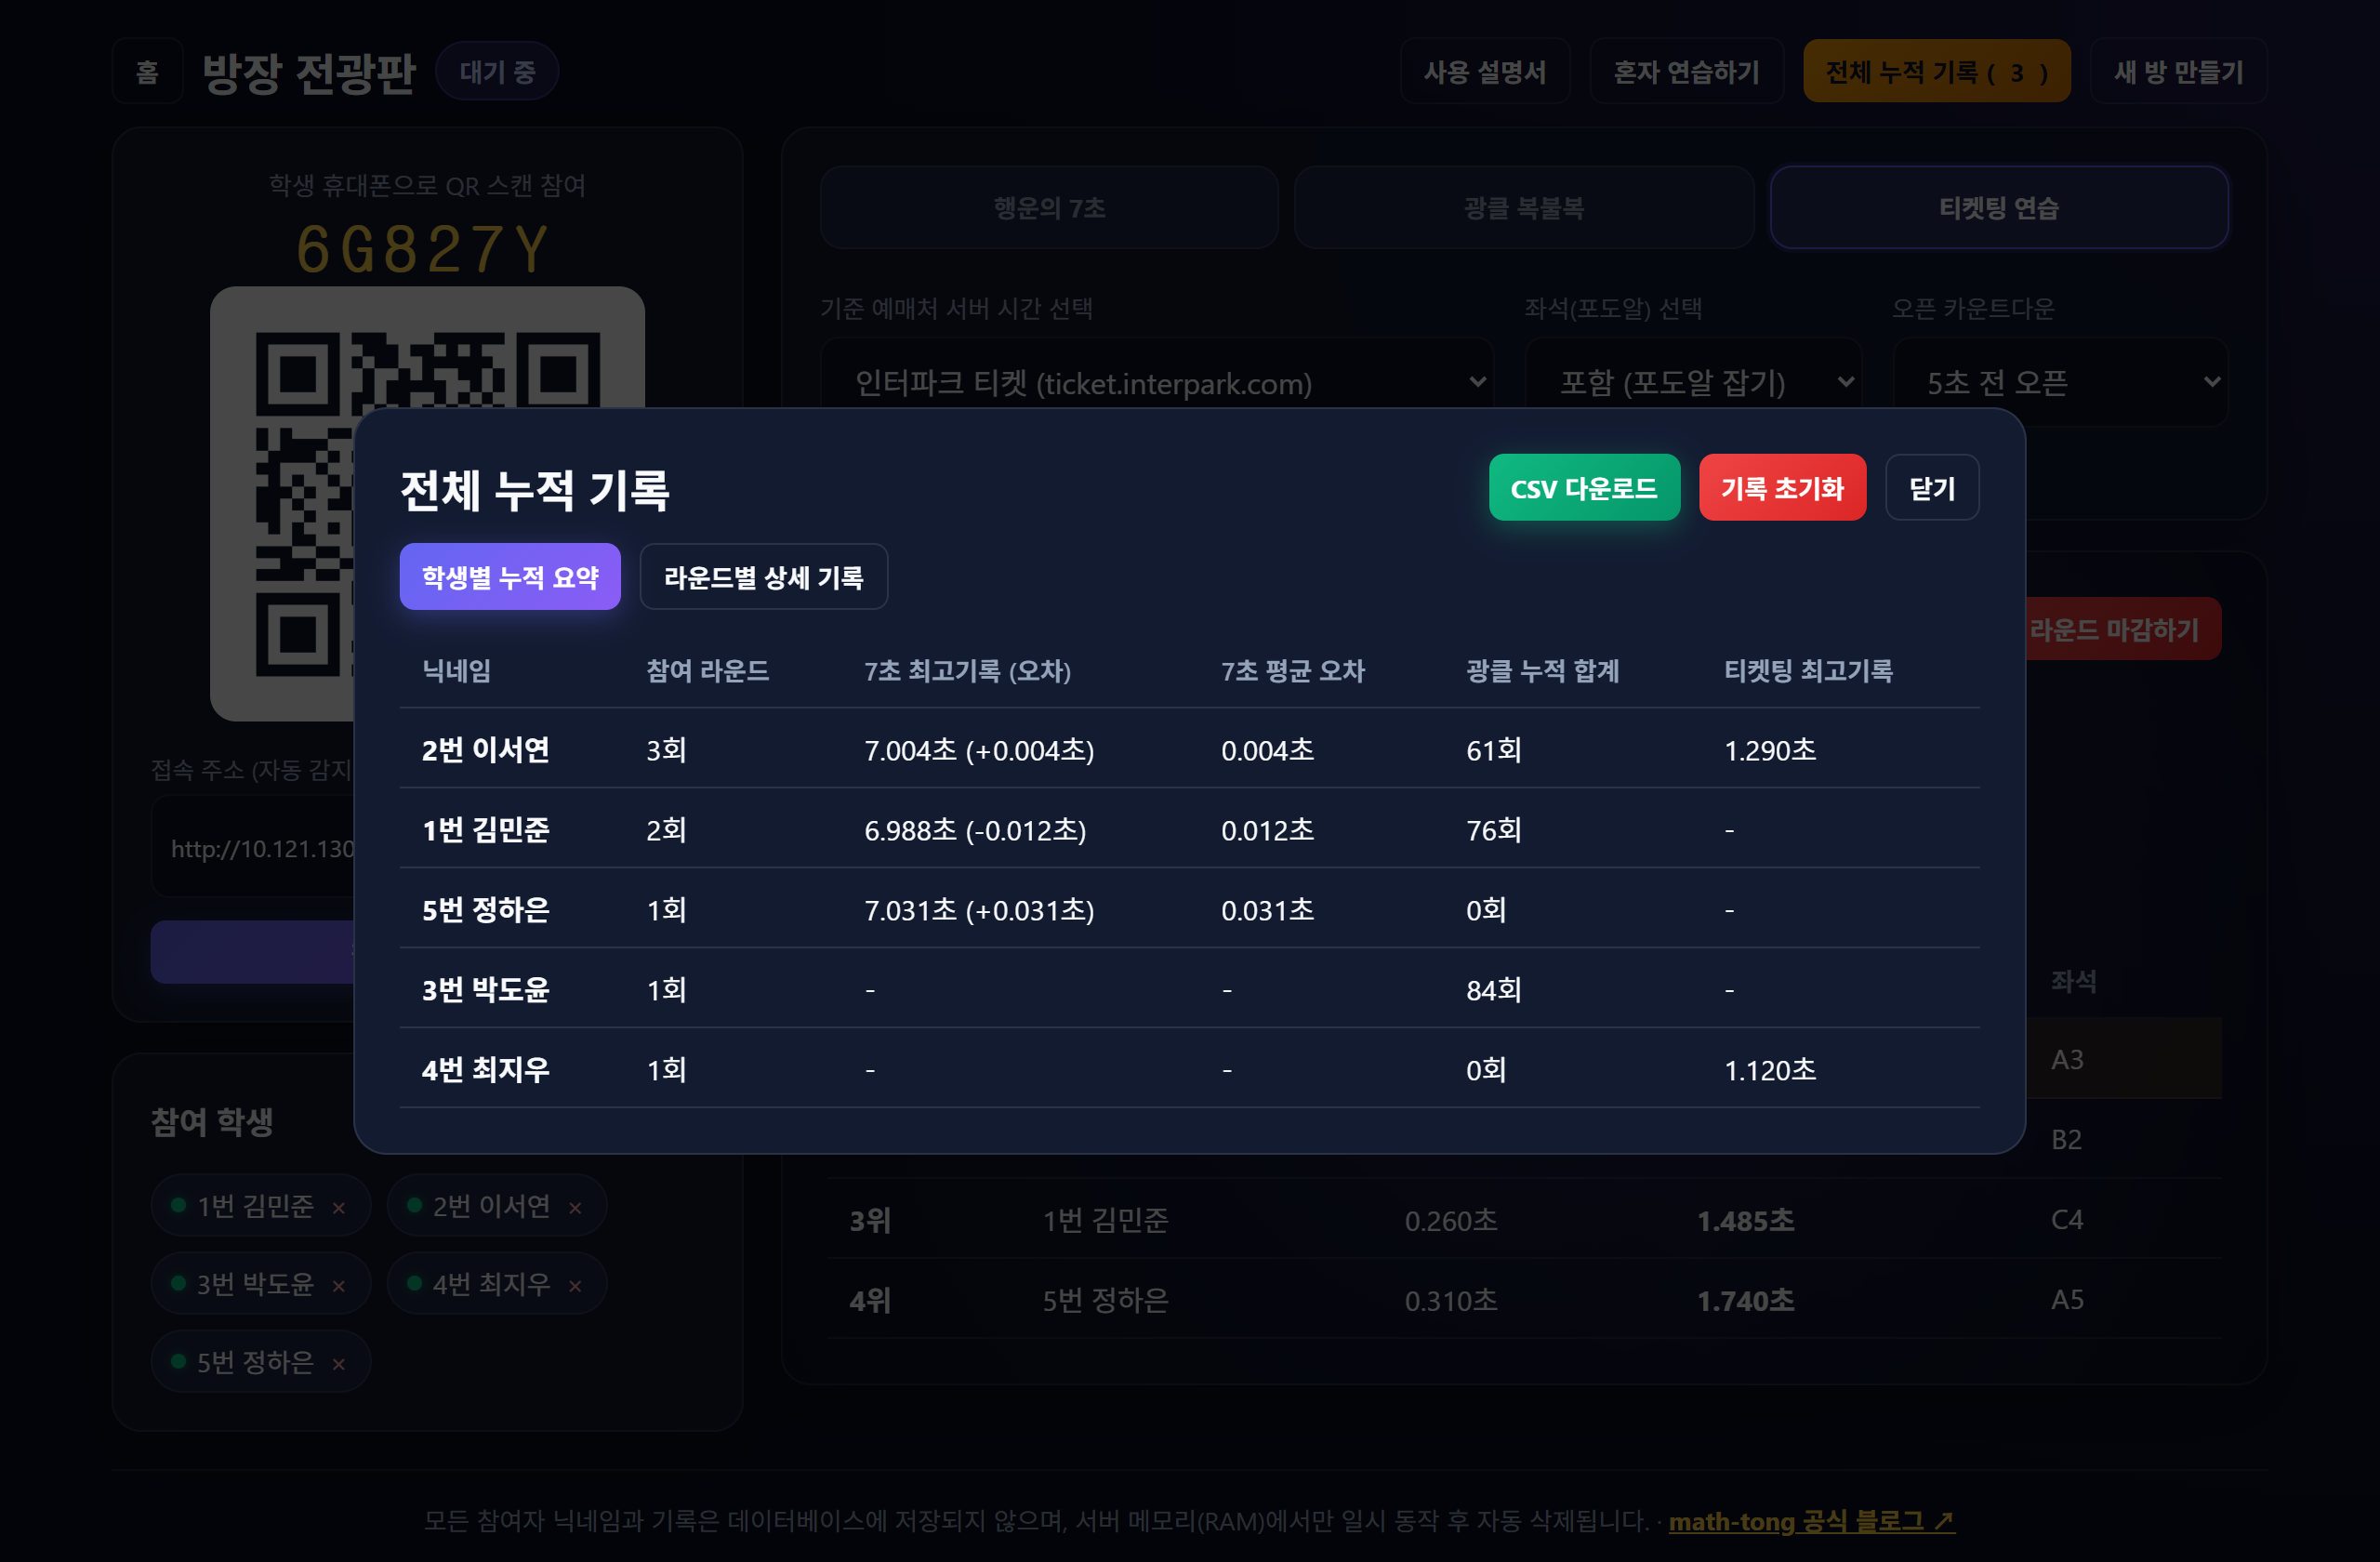 홈 방장 전광판 대기 중 사용 설명서 혼자 연습하기 전체 누적 기록 ( 3 ) 새 방 만들기
학생 휴대폰으로 QR 스캔 참여
6G827Y
행운의 7초 광클 복불복 티켓팅 연습
기준 예매처 서버 시간 선택 좌석(포도알) 선택 오픈 카운트다운
인터파크 티켓 (ticket.interpark.com) 포함 (포도알 잡기) 5초 전 오픈
전체 누적 기록 CSV 다운로드 기록 초기화 닫기
학생별 누적 요약 라운드별 상세 기록
닉네임 참여 라운드 7초 최고기록 (오차) 7초 평균 오차 광클 누적 합계 티켓팅 최고기록
2번 이서연 3회 7.004초 (+0.004초) 0.004초 61회 1.290초
1번 김민준 2회 6.988초 (-0.012초) 0.012초 76회 -
5번 정하은 1회 7.031초 (+0.031초) 0.031초 0회 -
3번 박도윤 1회 - - 84회 -
4번 최지우 1회 - - 0회 1.120초
라운드 마감하기
접속 주소 (자동 감지
http://10.121.130
좌석
A3
B2
3위 1번 김민준 0.260초 1.485초 C4
4위 5번 정하은 0.310초 1.740초 A5
참여 학생
1번 김민준 × 2번 이서연 ×
3번 박도윤 × 4번 최지우 ×
5번 정하은 ×
모든 참여자 닉네임과 기록은 데이터베이스에 저장되지 않으며, 서버 메모리(RAM)에서만 일시 동작 후 자동 삭제됩니다. · math-tong 공식 블로그 ↗